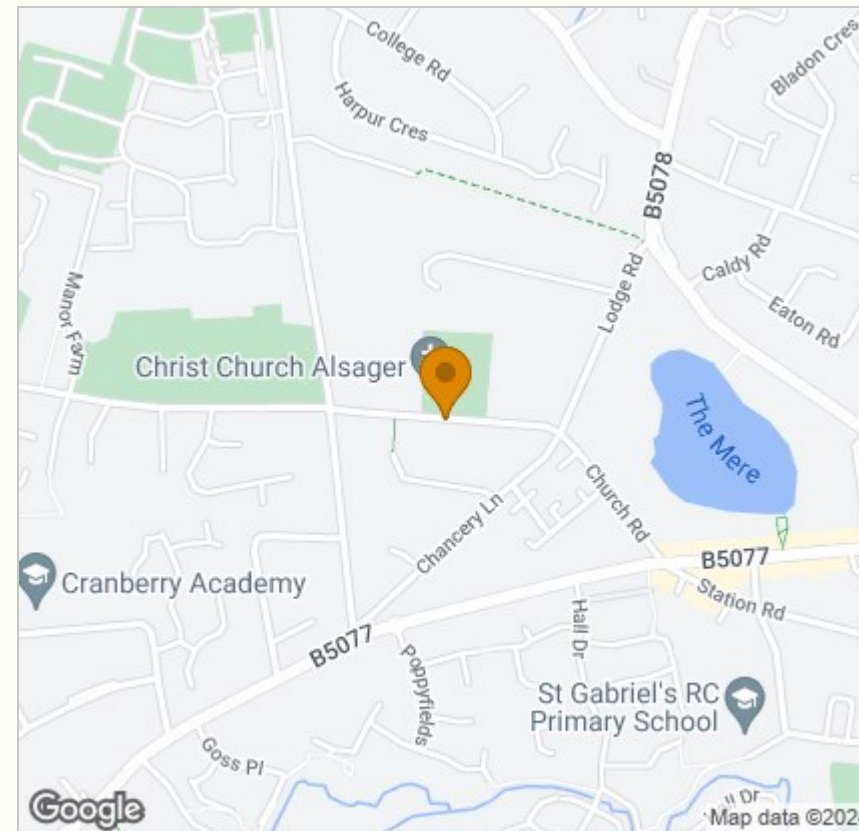 College Rd
Bladon Cres
Harpur Cres
B5078
Caldy Rd
Eaton Rd
Manor Farm
Lodge Rd
Christ Church Alsager
The Mere
Church Rd
Chancery Ln
B5077
Cranberry Academy
Station Rd
Hall Dr
B5077
Poppyfields
St Gabriel's RC
Primary School
Goss Pl
Google
Map data ©202